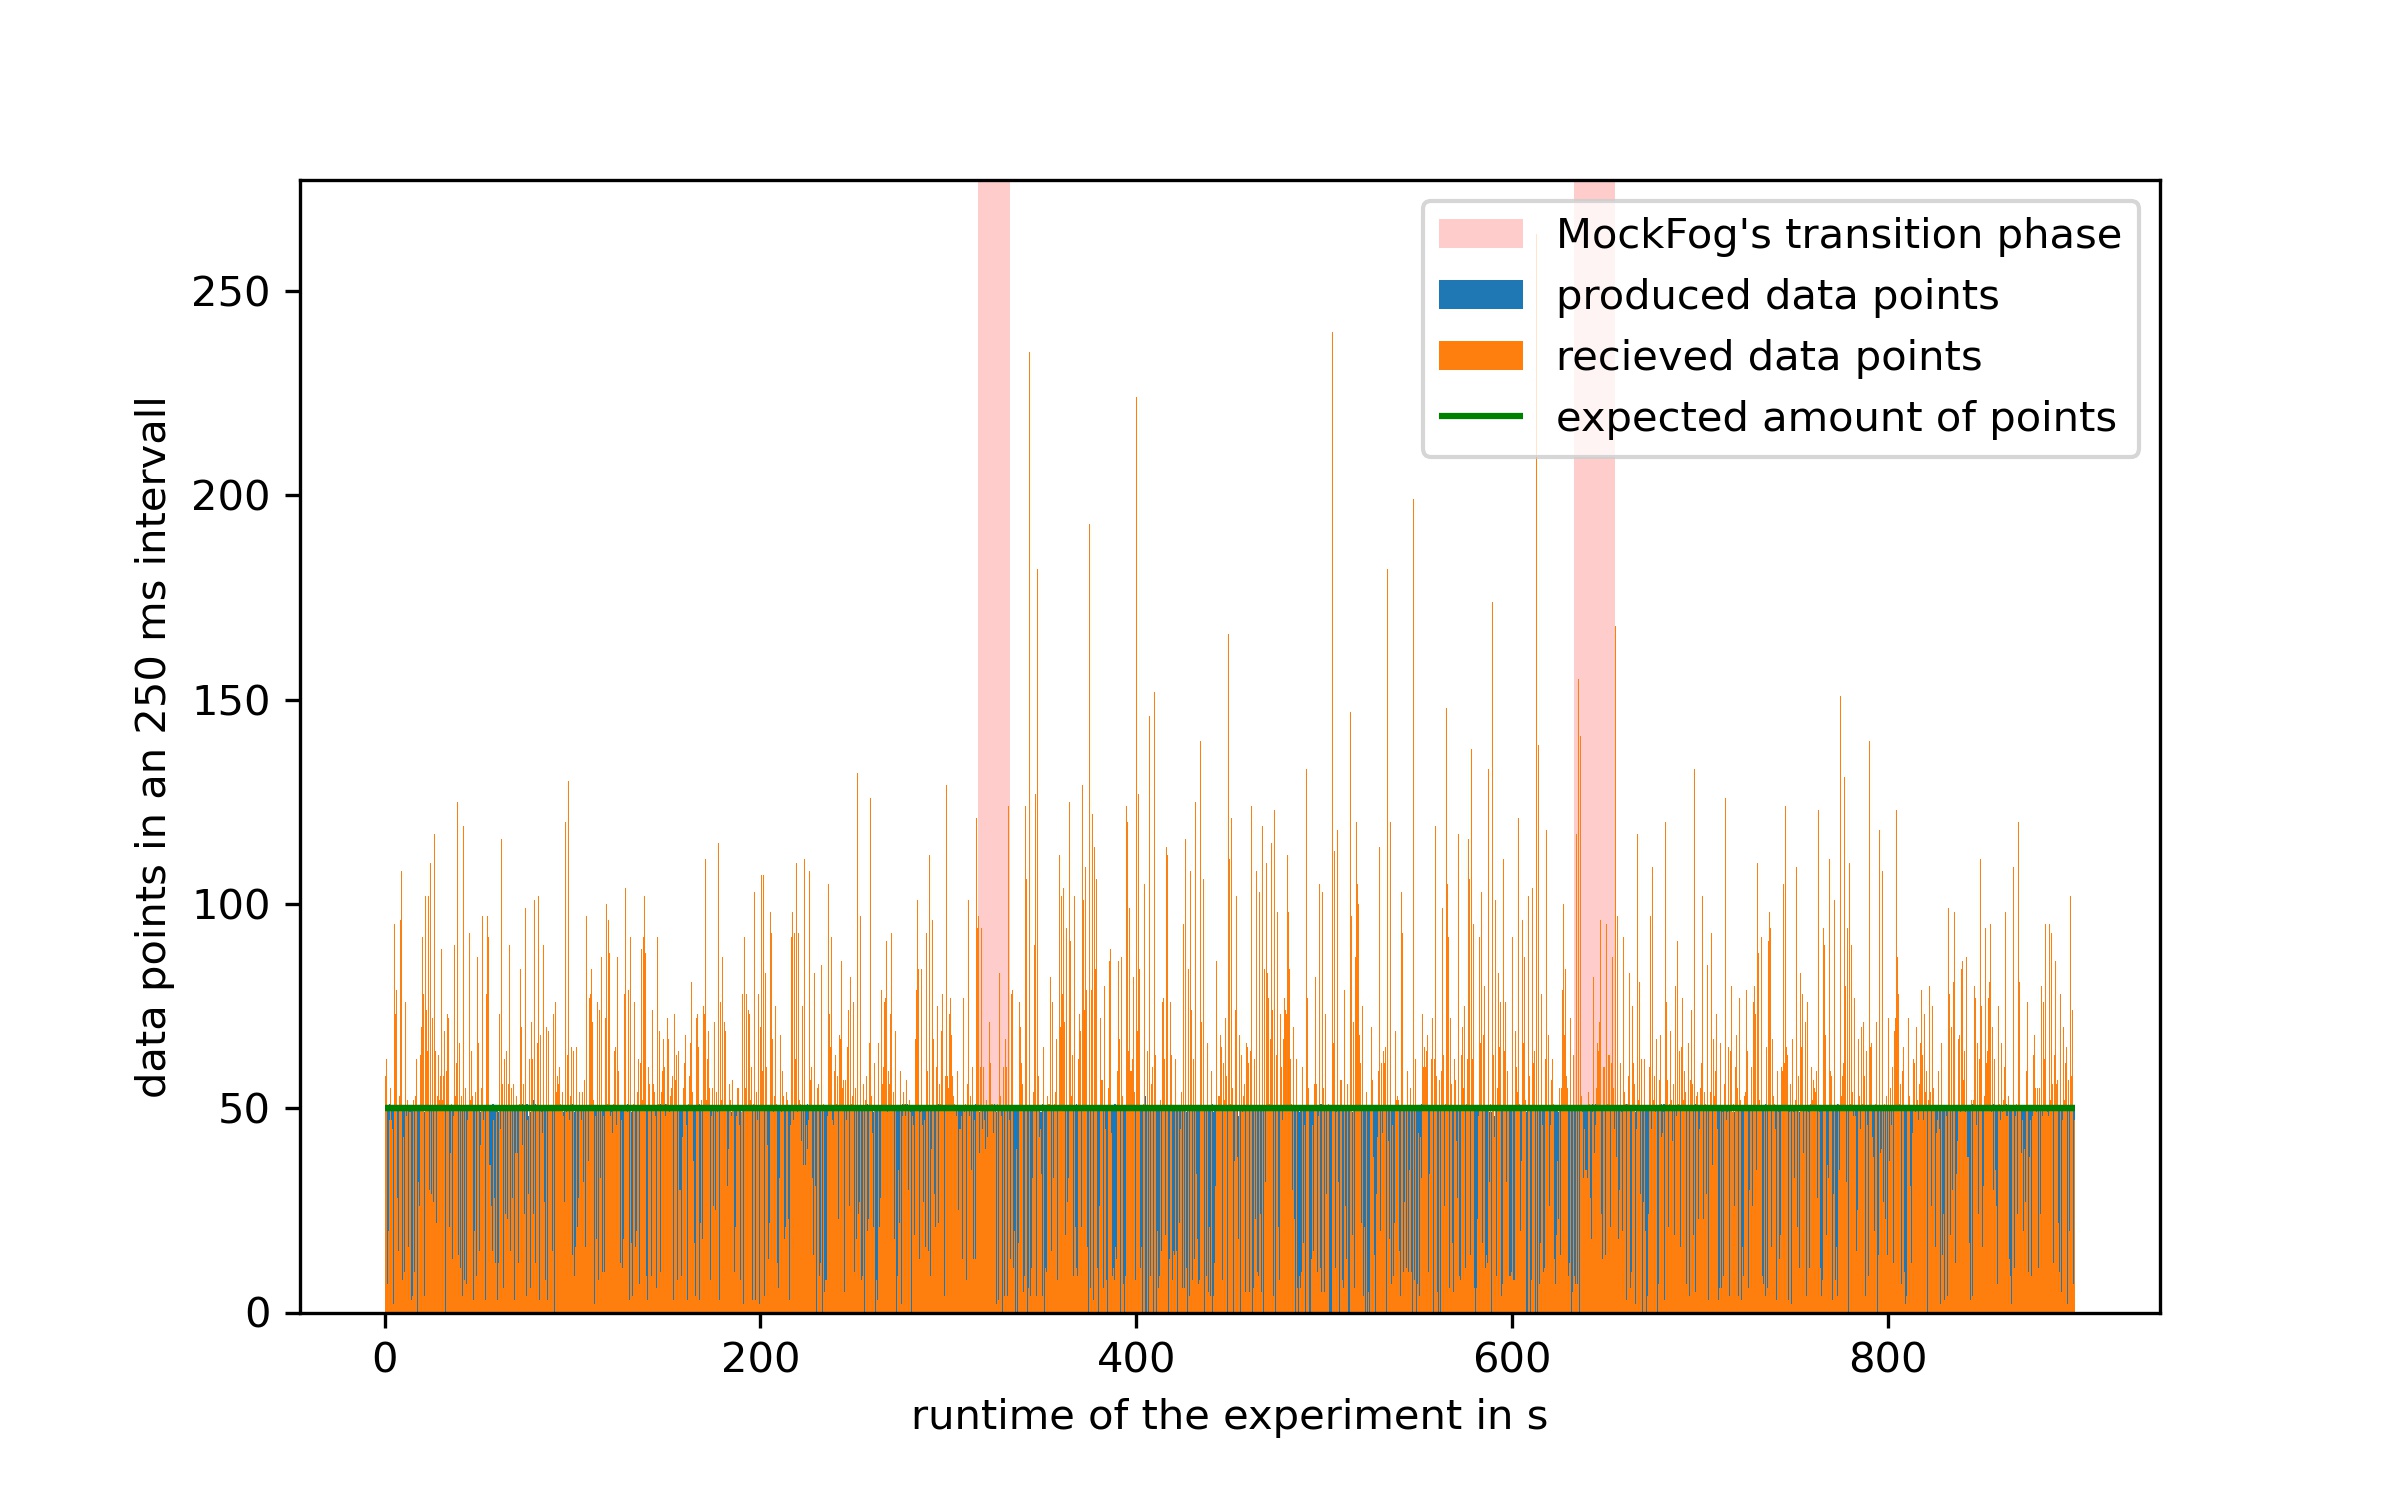 MockFog's transition phase
produced data points
recieved data points
expected amount of points
data points in an 250 ms intervall
250
200
150
100
50
0
0 200 400 600 800
runtime of the experiment in s